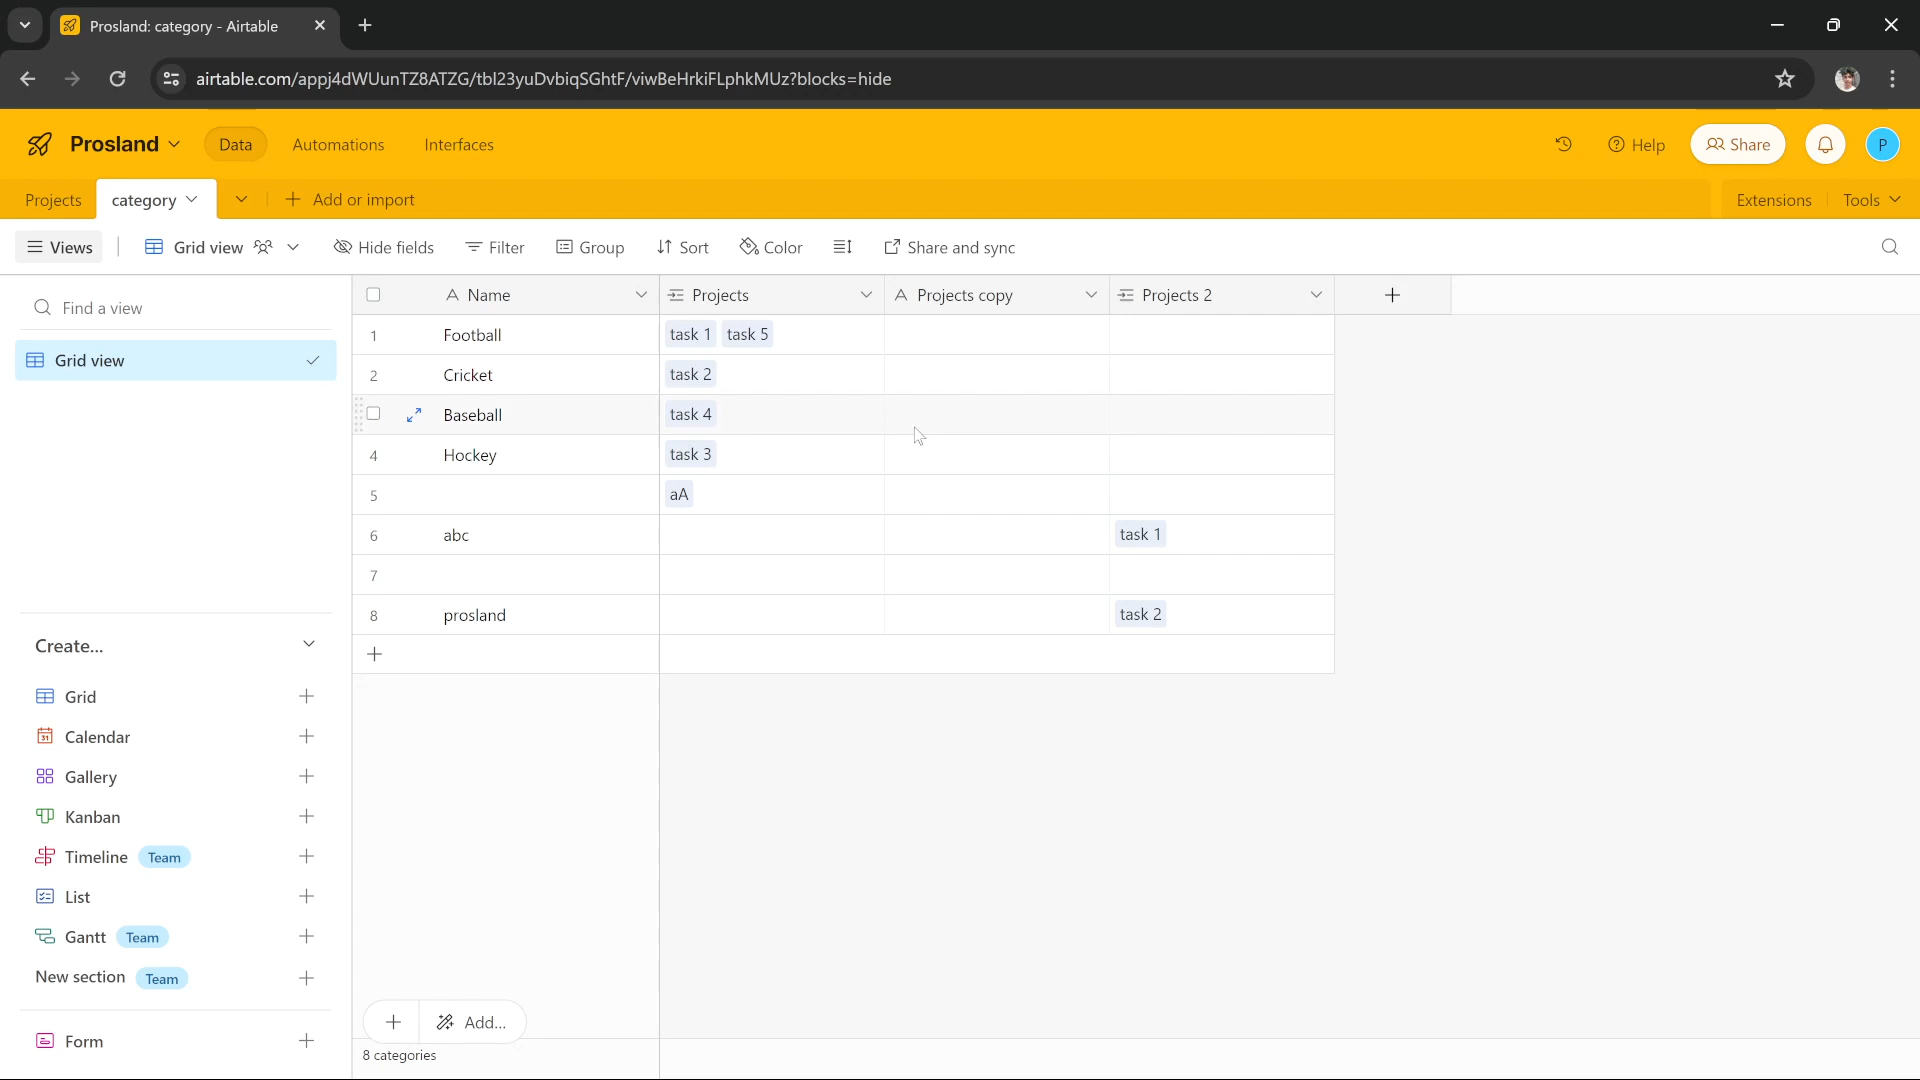 Prosland: category - Airtable
airtable.com/appj4dWUunTZ8ATZG/tbl23yuDvbiqSGhtF/viwBeHrkiFLphkMUz?blocks=hide
Prosland Data Automations Interfaces Help Share P
Projects category Add or import Extensions Tools
Views Grid view Hide fields Filter Group Sort Color Share and sync
Find a view
Grid view
A Name Projects A Projects copy Projects 2
1 Football task 1 task 5
2 Cricket task 2
Baseball task 4
4 Hockey task 3
5 aA
6 abc task 1
7
8 prosland task 2
Create...
Grid
31 Calendar
Gallery
Kanban
Timeline Team
List
Gantt Team
New section Team
Form
Add...
8 categories